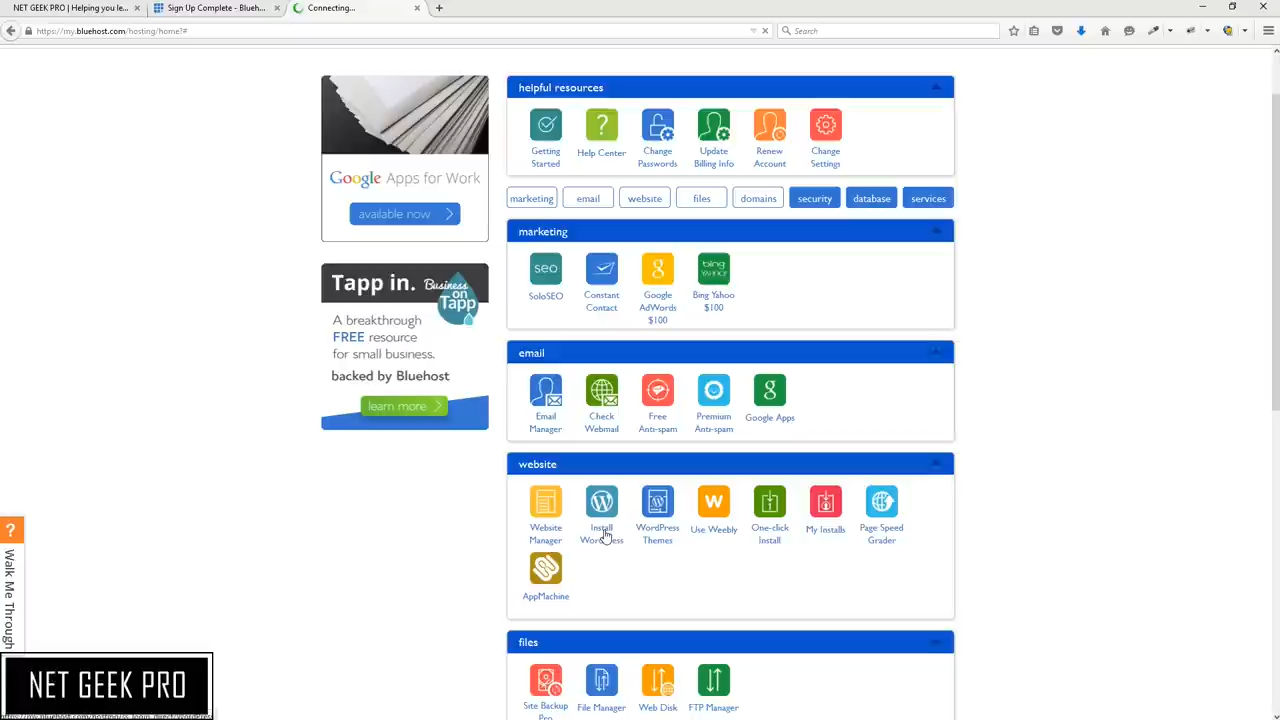 NET GEEK PRO | Helping you le...
Sign Up Complete - Blueh...
Connecting...
https://my.bluehost.com/hosting/home?#
Search
helpful resources
Getting Started
Help Center
Change Passwords
Update Billing Info
Renew Account
Change Settings
Google Apps for Work
available now
marketing
email
website
files
domains
security
database
services
marketing
seo
bing
YAHOO!
SoloSEO
Constant Contact
Google AdWords $100
Bing Yahoo $100
Tapp in.
Business on Tapp
A breakthrough
FREE resource
for small business.
backed by Bluehost
learn more
email
Email Manager
Check Webmail
Free Anti-spam
Premium Anti-spam
Google Apps
website
Website Manager
Install
WordPress Themes
Use Weebly
One-click Install
My Installs
Page Speed Grader
AppMachine
files
Site Backup Pro
File Manager
Web Disk
FTP Manager
? Walk Me Through
NET GEEK PRO